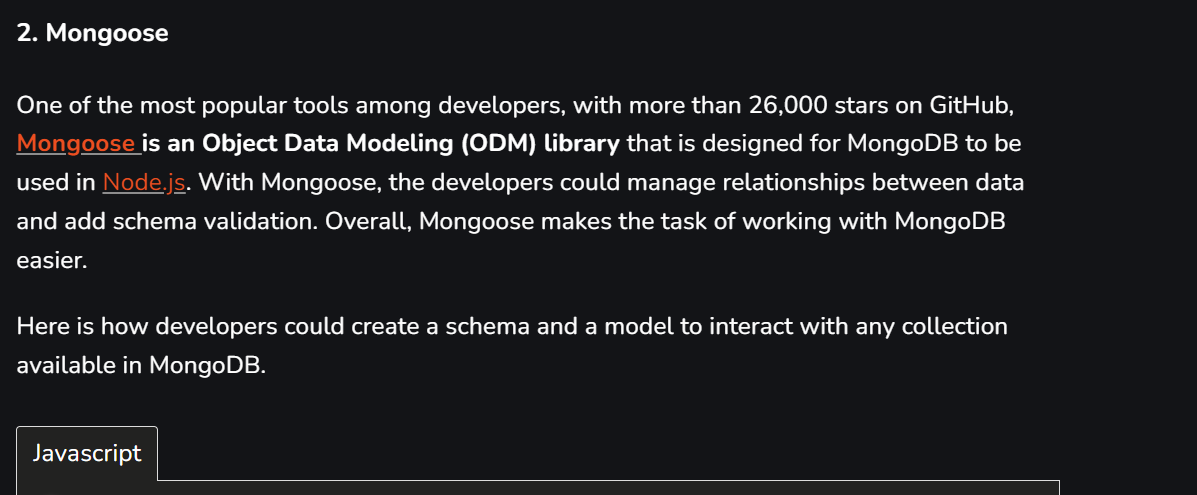 2. Mongoose
One of the most popular tools among developers, with more than 26,000 stars on GitHub,
Mongoose is an Object Data Modeling (ODM) library that is designed for MongoDB to be
used in Node.js. With Mongoose, the developers could manage relationships between data
and add schema validation. Overall, Mongoose makes the task of working with MongoDB
easier.
Here is how developers could create a schema and a model to interact with any collection
available in MongoDB.
Javascript